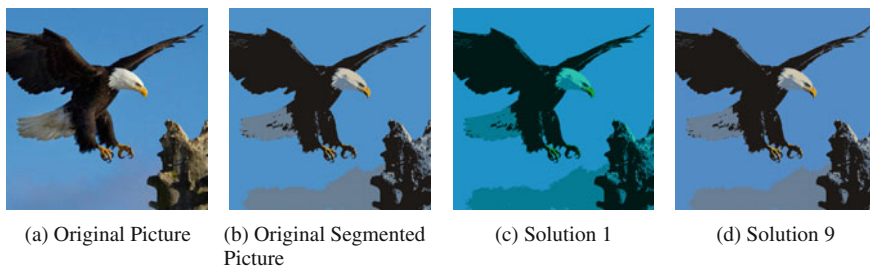 (a) Original Picture
(b) Original Segmented
Picture
(c) Solution 1
(d) Solution 9